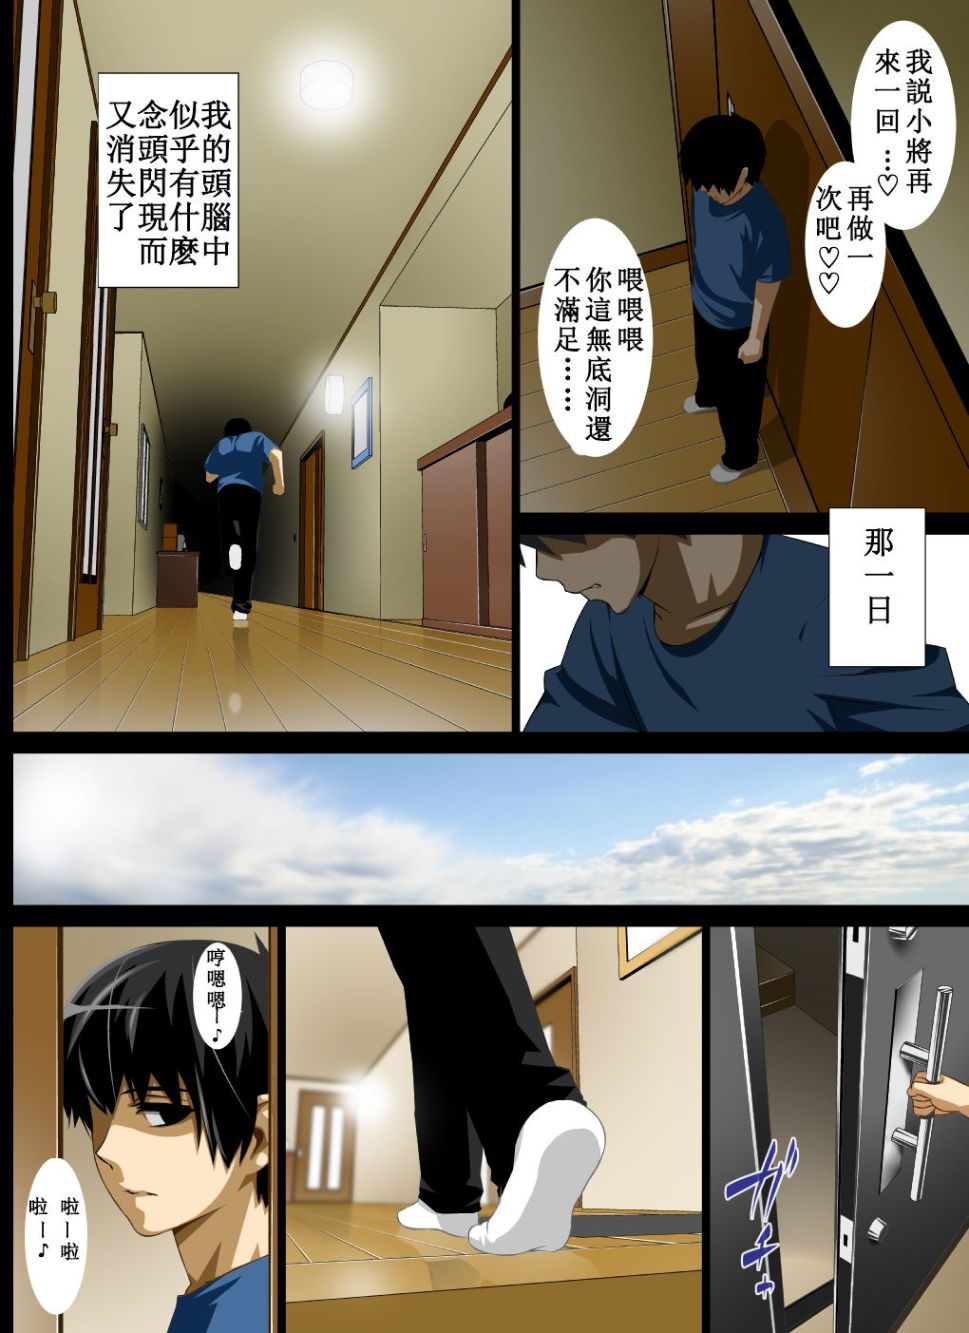 我説小將再
來一回…♡
再做一
次吧♡♡
喂喂喂
你這無底洞還
不滿足……
那一日
我的頭腦中
似乎有什麼
念頭閃現而
又消失了
ガチャ
哼嗯嗯ー♪
啦ー啦
啦ー♪